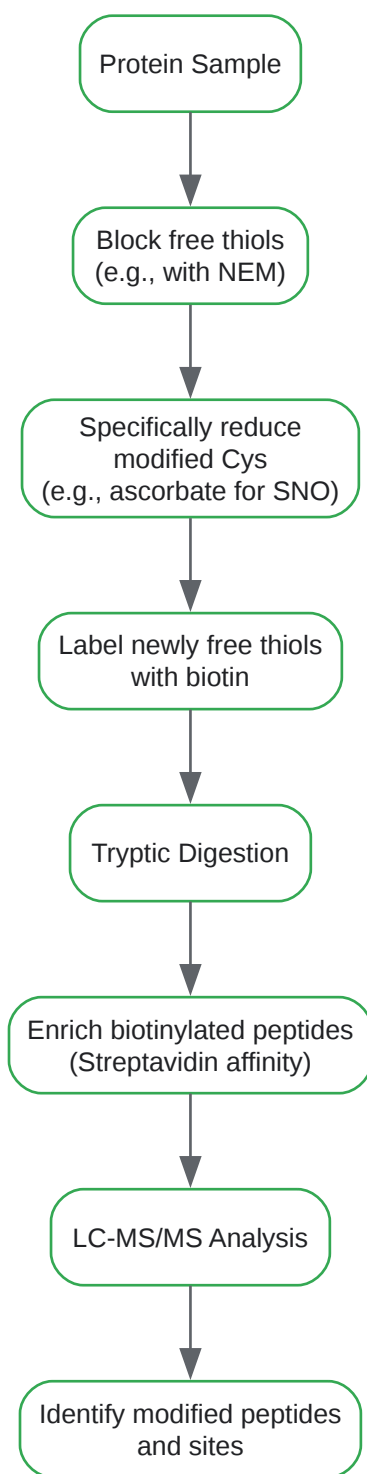 Protein Sample
Block free thiols
(e.g., with NEM)
Specifically reduce
modified Cys
(e.g., ascorbate for SNO)
Label newly free thiols
with biotin
Tryptic Digestion
Enrich biotinylated peptides
(Streptavidin affinity)
LC-MS/MS Analysis
Identify modified peptides
and sites